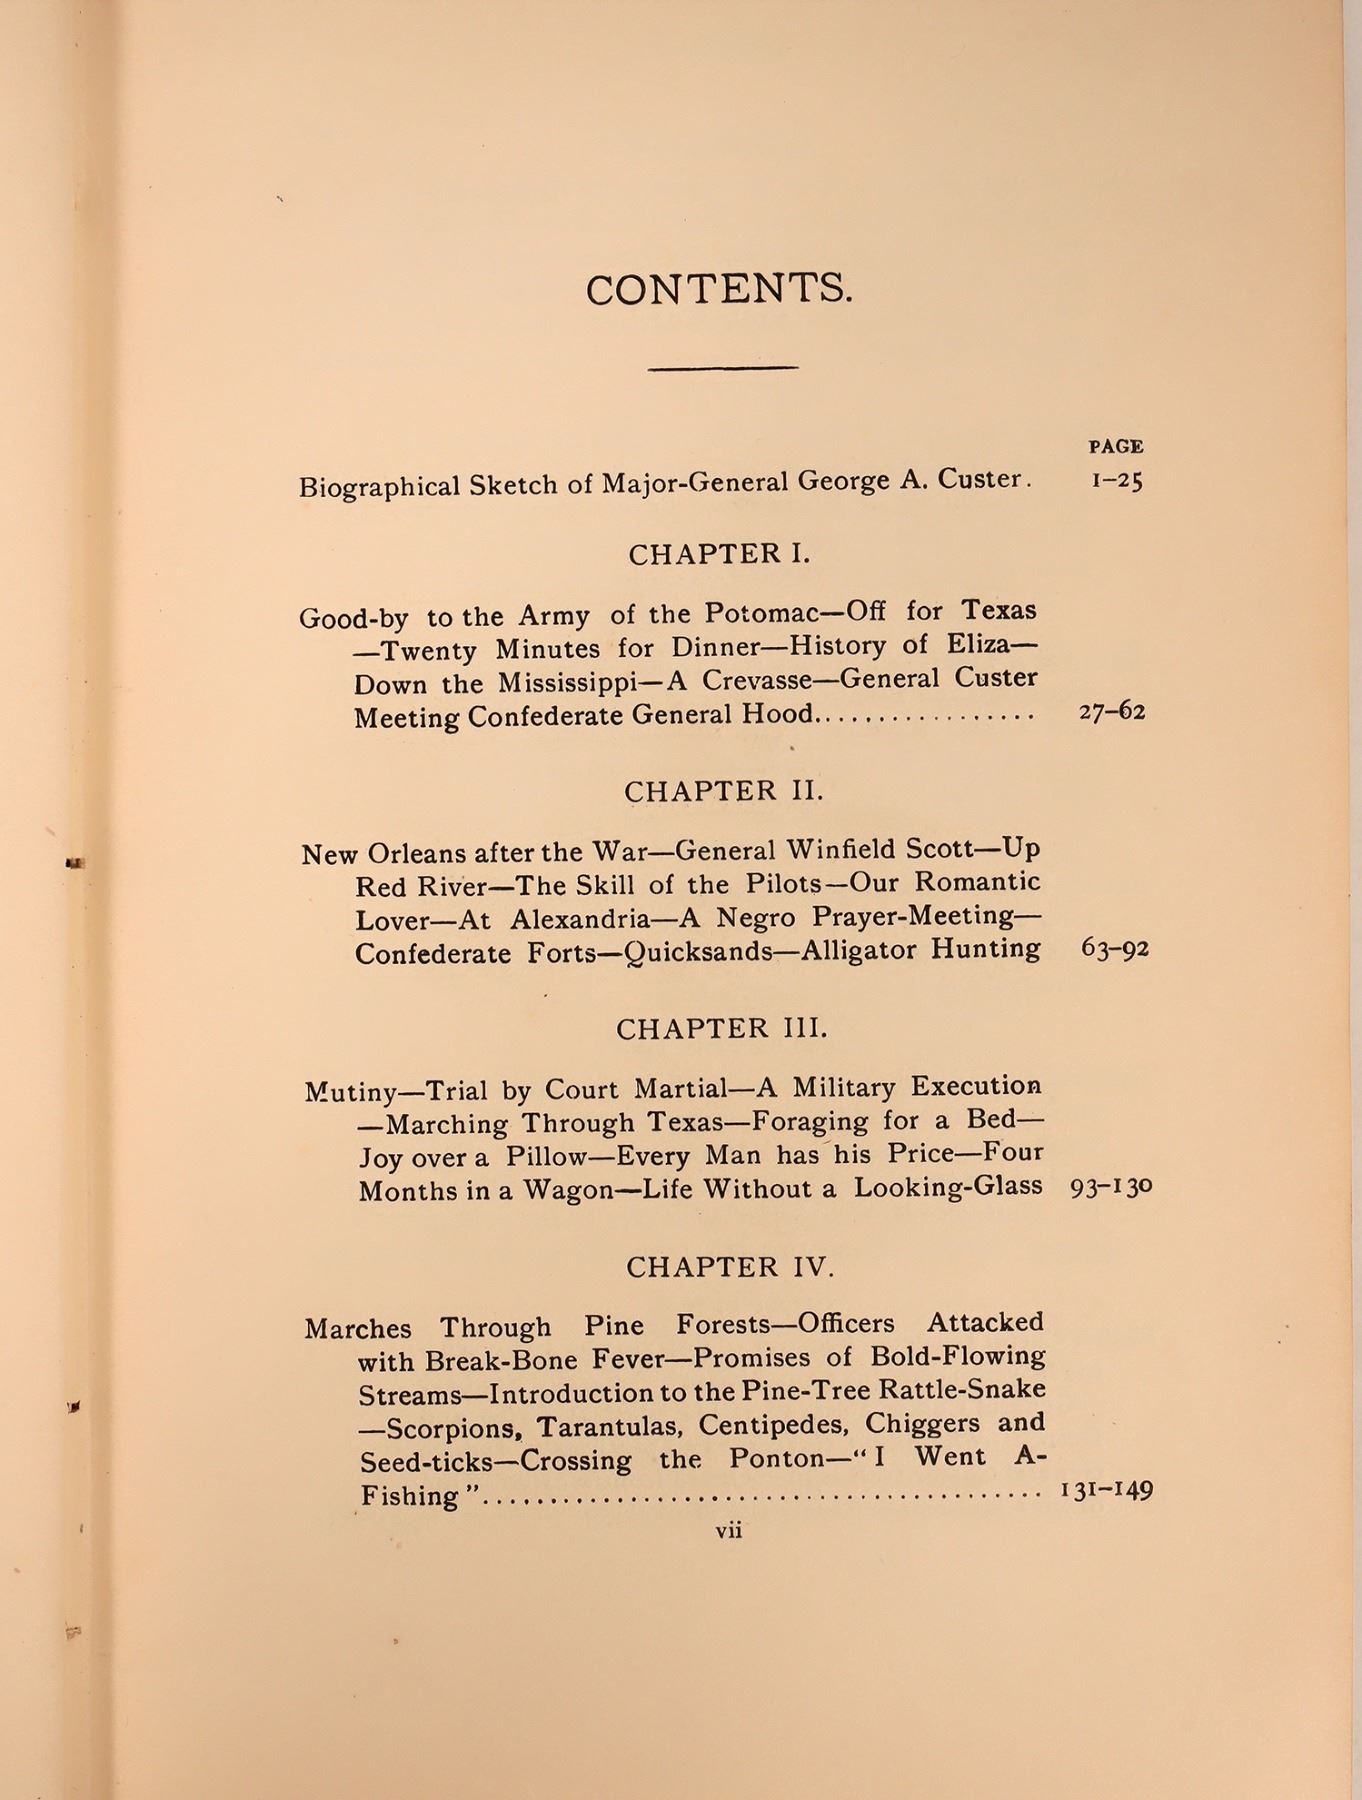 CONTENTS.
PAGE
Biographical Sketch of Major-General George A. Custer. 1–25
CHAPTER I.
Good-by to the Army of the Potomac—Off for Texas
—Twenty Minutes for Dinner—History of Eliza—
Down the Mississippi—A Crevasse—General Custer
Meeting Confederate General Hood................. 27–62
CHAPTER II.
New Orleans after the War—General Winfield Scott—Up
Red River—The Skill of the Pilots—Our Romantic
Lover—At Alexandria—A Negro Prayer-Meeting—
Confederate Forts—Quicksands—Alligator Hunting 63–92
CHAPTER III.
Mutiny—Trial by Court Martial—A Military Execution
—Marching Through Texas—Foraging for a Bed—
Joy over a Pillow—Every Man has his Price—Four
Months in a Wagon—Life Without a Looking-Glass 93–130
CHAPTER IV.
Marches Through Pine Forests—Officers Attacked
with Break-Bone Fever—Promises of Bold-Flowing
Streams—Introduction to the Pine-Tree Rattle-Snake
—Scorpions, Tarantulas, Centipedes, Chiggers and
Seed-ticks—Crossing the Ponton—“I Went A-
Fishing”.......................................... 131–149
vii